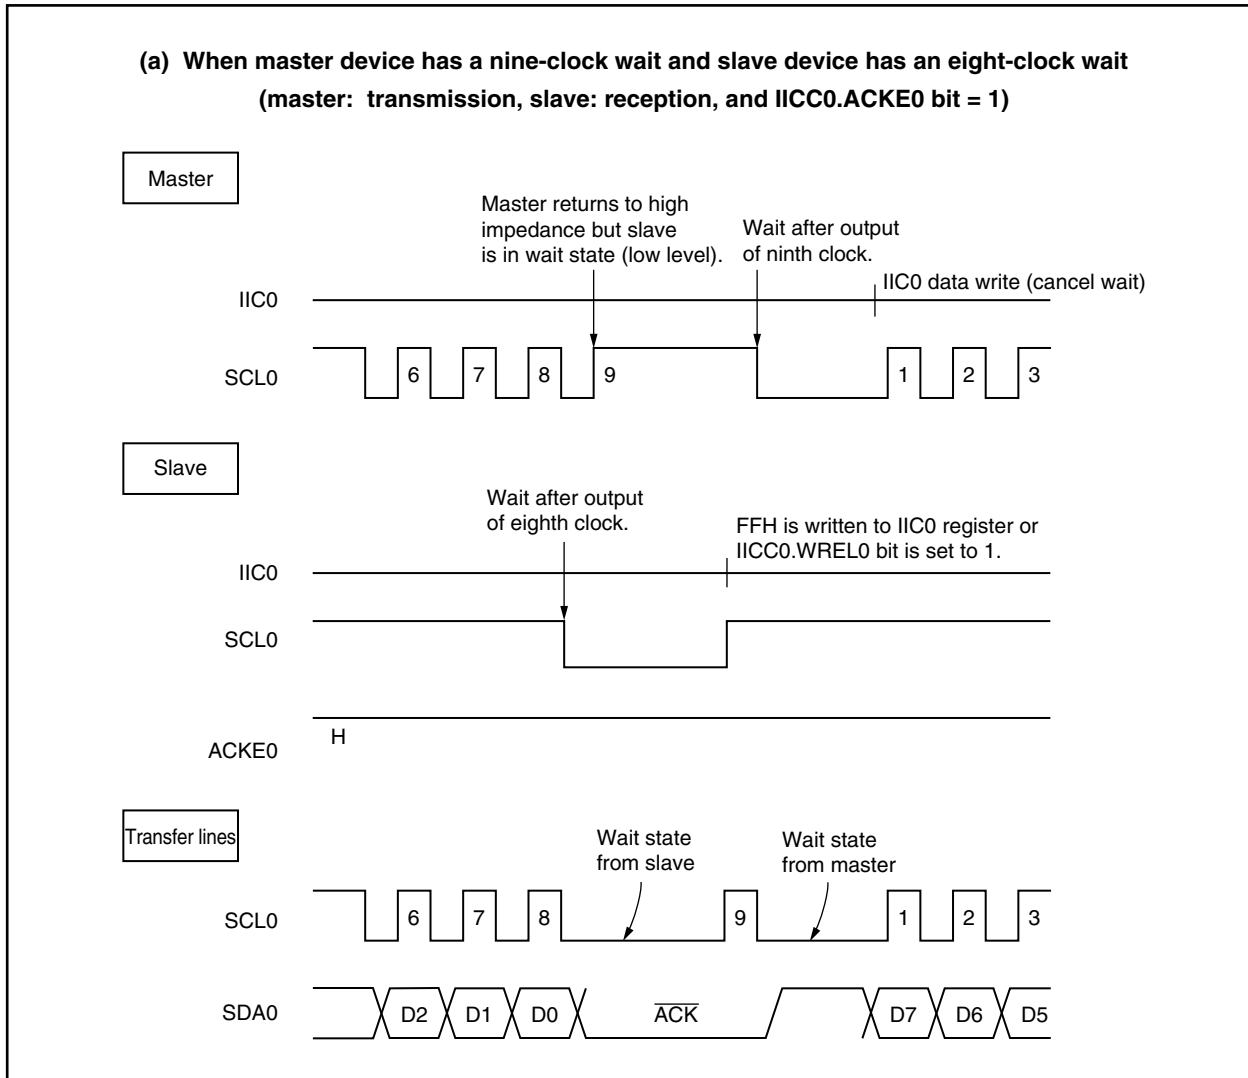 (a) When master device has a nine-clock wait and slave device has an eight-clock wait
(master: transmission, slave: reception, and IICC0.ACKE0 bit = 1)
Master
Master returns to high
impedance but slave
is in wait state (low level).
Wait after output
of ninth clock.
IIC0 data write (cancel wait)
IIC0
SCL0
6 7 8 9 1 2 3
Slave
Wait after output
of eighth clock.
FFH is written to IIC0 register or
IICC0.WREL0 bit is set to 1.
IIC0
SCL0
H
ACKE0
Transfer lines
Wait state
from slave
Wait state
from master
SCL0
6 7 8 9 1 2 3
SDA0
D2 D1 D0 ACK D7 D6 D5